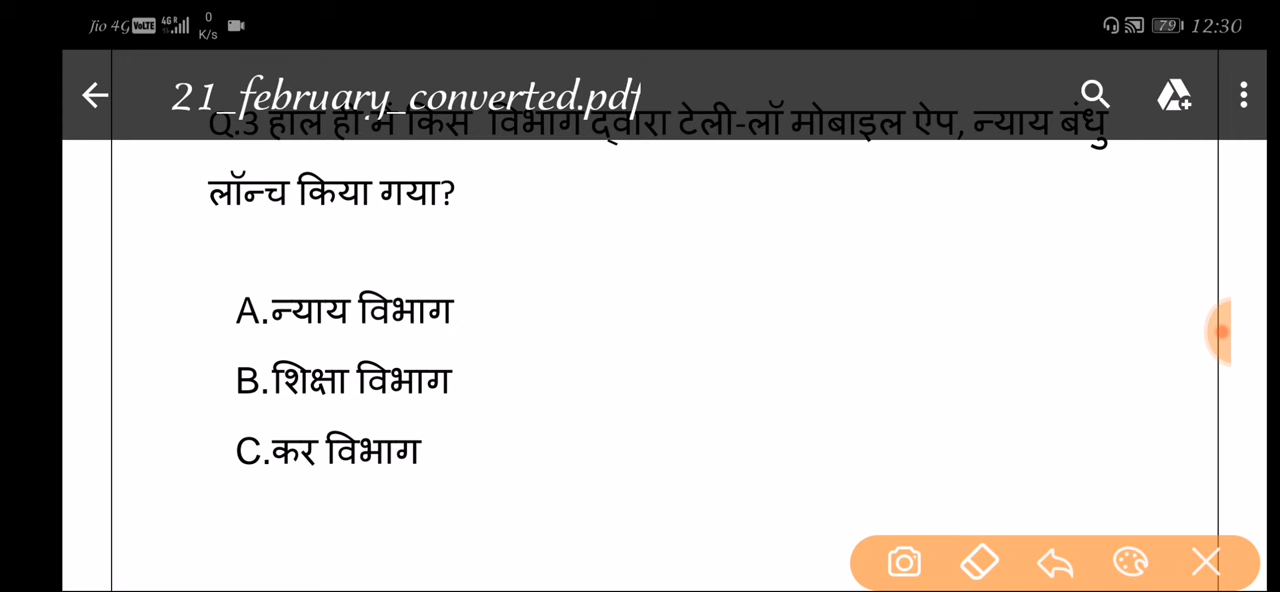 Jio 4G VoLTE 4G R 0 K/s 79 12:30
21_february_converted.pdf
Q.3 हाल ही में किस विभाग द्वारा टेली-लॉ मोबाइल ऐप, न्याय बंधु
लॉन्च किया गया?
A.न्याय विभाग
B.शिक्षा विभाग
C.कर विभाग